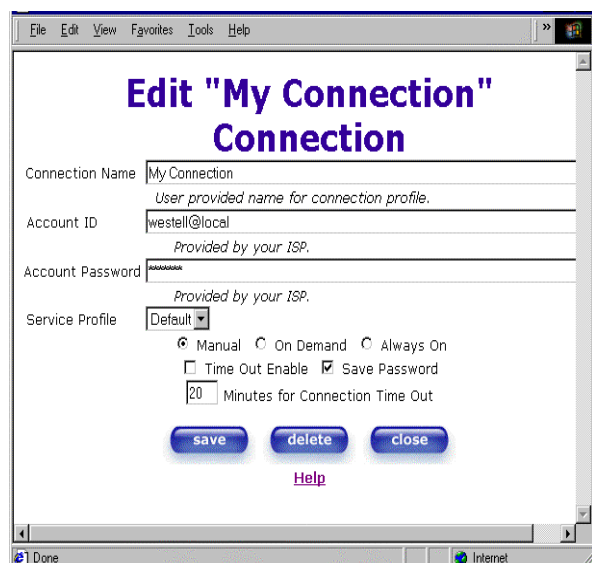 File Edit View Favorites Tools Help »
Edit "My Connection"
Connection
Connection Name My Connection
User provided name for connection profile.
Account ID westell@local
Provided by your ISP.
Account Password *******
Provided by your ISP.
Service Profile Default
Manual On Demand Always On
Time Out Enable Save Password
20 Minutes for Connection Time Out
save delete close
Help
Done Internet